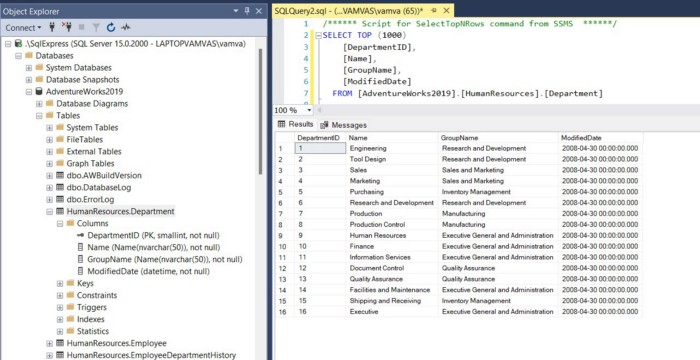 Object Explorer
Connect
.\SqlExpress (SQL Server 15.0.2000 - LAPTOPVAMVAS\vamva)
Databases
System Databases
Database Snapshots
AdventureWorks2019
Database Diagrams
Tables
System Tables
FileTables
External Tables
Graph Tables
dbo.AWBuildVersion
dbo.DatabaseLog
dbo.ErrorLog
HumanResources.Department
Columns
DepartmentID (PK, smallint, not null)
Name (Name(nvarchar(50)), not null)
GroupName (Name(nvarchar(50)), not null)
ModifiedDate (datetime, not null)
Keys
Constraints
Triggers
Indexes
Statistics
HumanResources.Employee
HumanResources.EmployeeDepartmentHistory
SQLQuery2.sql - (...VAMVAS\vamva (65))*
1 /****** Script for SelectTopNRows command from SSMS ******/
2 SELECT TOP (1000)
3 [DepartmentID],
4 [Name],
5 [GroupName],
6 [ModifiedDate]
7 FROM [AdventureWorks2019].[HumanResources].[Department]
100 %
Results Messages
DepartmentID Name GroupName ModifiedDate
1 1 Engineering Research and Development 2008-04-30 00:00:00.000
2 2 Tool Design Research and Development 2008-04-30 00:00:00.000
3 3 Sales Sales and Marketing 2008-04-30 00:00:00.000
4 4 Marketing Sales and Marketing 2008-04-30 00:00:00.000
5 5 Purchasing Inventory Management 2008-04-30 00:00:00.000
6 6 Research and Development Research and Development 2008-04-30 00:00:00.000
7 7 Production Manufacturing 2008-04-30 00:00:00.000
8 8 Production Control Manufacturing 2008-04-30 00:00:00.000
9 9 Human Resources Executive General and Administration 2008-04-30 00:00:00.000
10 10 Finance Executive General and Administration 2008-04-30 00:00:00.000
11 11 Information Services Executive General and Administration 2008-04-30 00:00:00.000
12 12 Document Control Quality Assurance 2008-04-30 00:00:00.000
13 13 Quality Assurance Quality Assurance 2008-04-30 00:00:00.000
14 14 Facilities and Maintenance Executive General and Administration 2008-04-30 00:00:00.000
15 15 Shipping and Receiving Inventory Management 2008-04-30 00:00:00.000
16 16 Executive Executive General and Administration 2008-04-30 00:00:00.000